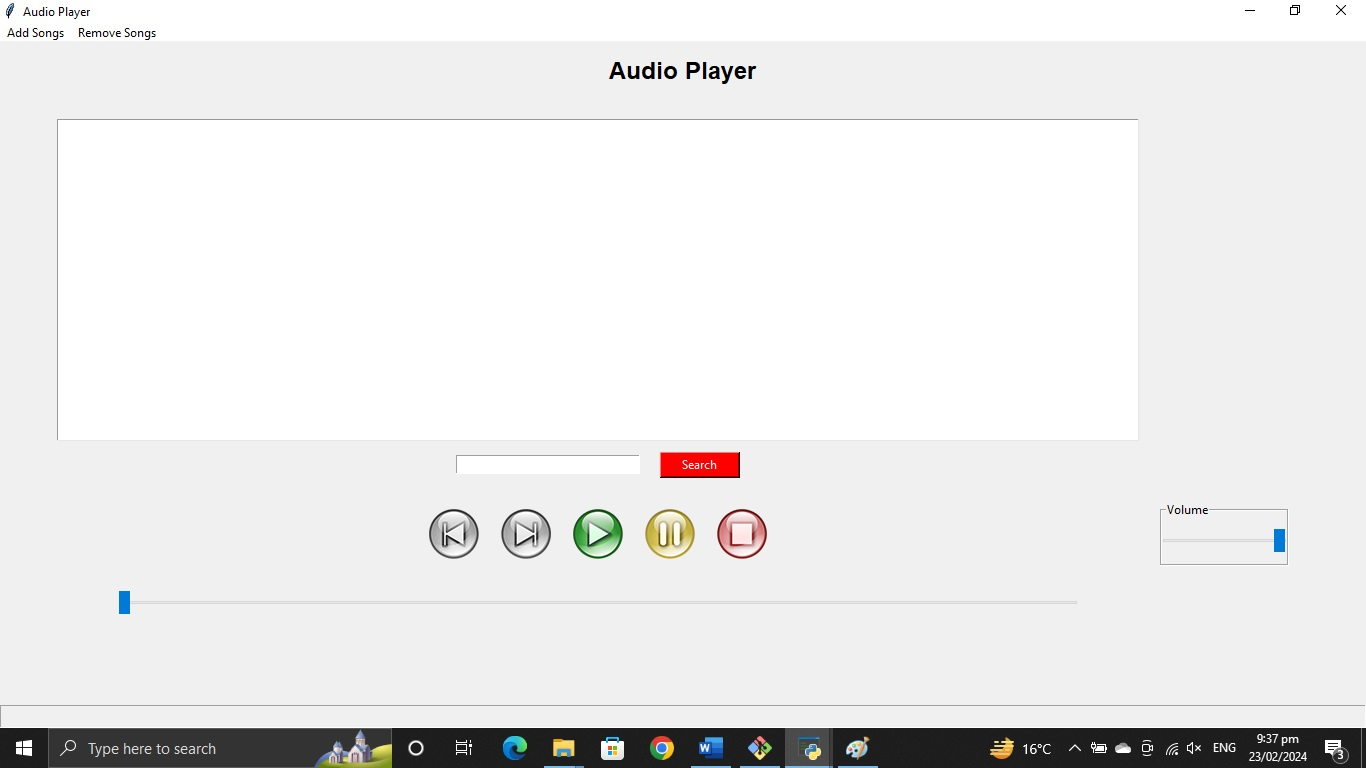 Audio Player
Add Songs Remove Songs
Audio Player
Search
Volume
Type here to search
16°C
ENG
9:37 pm
23/02/2024
3